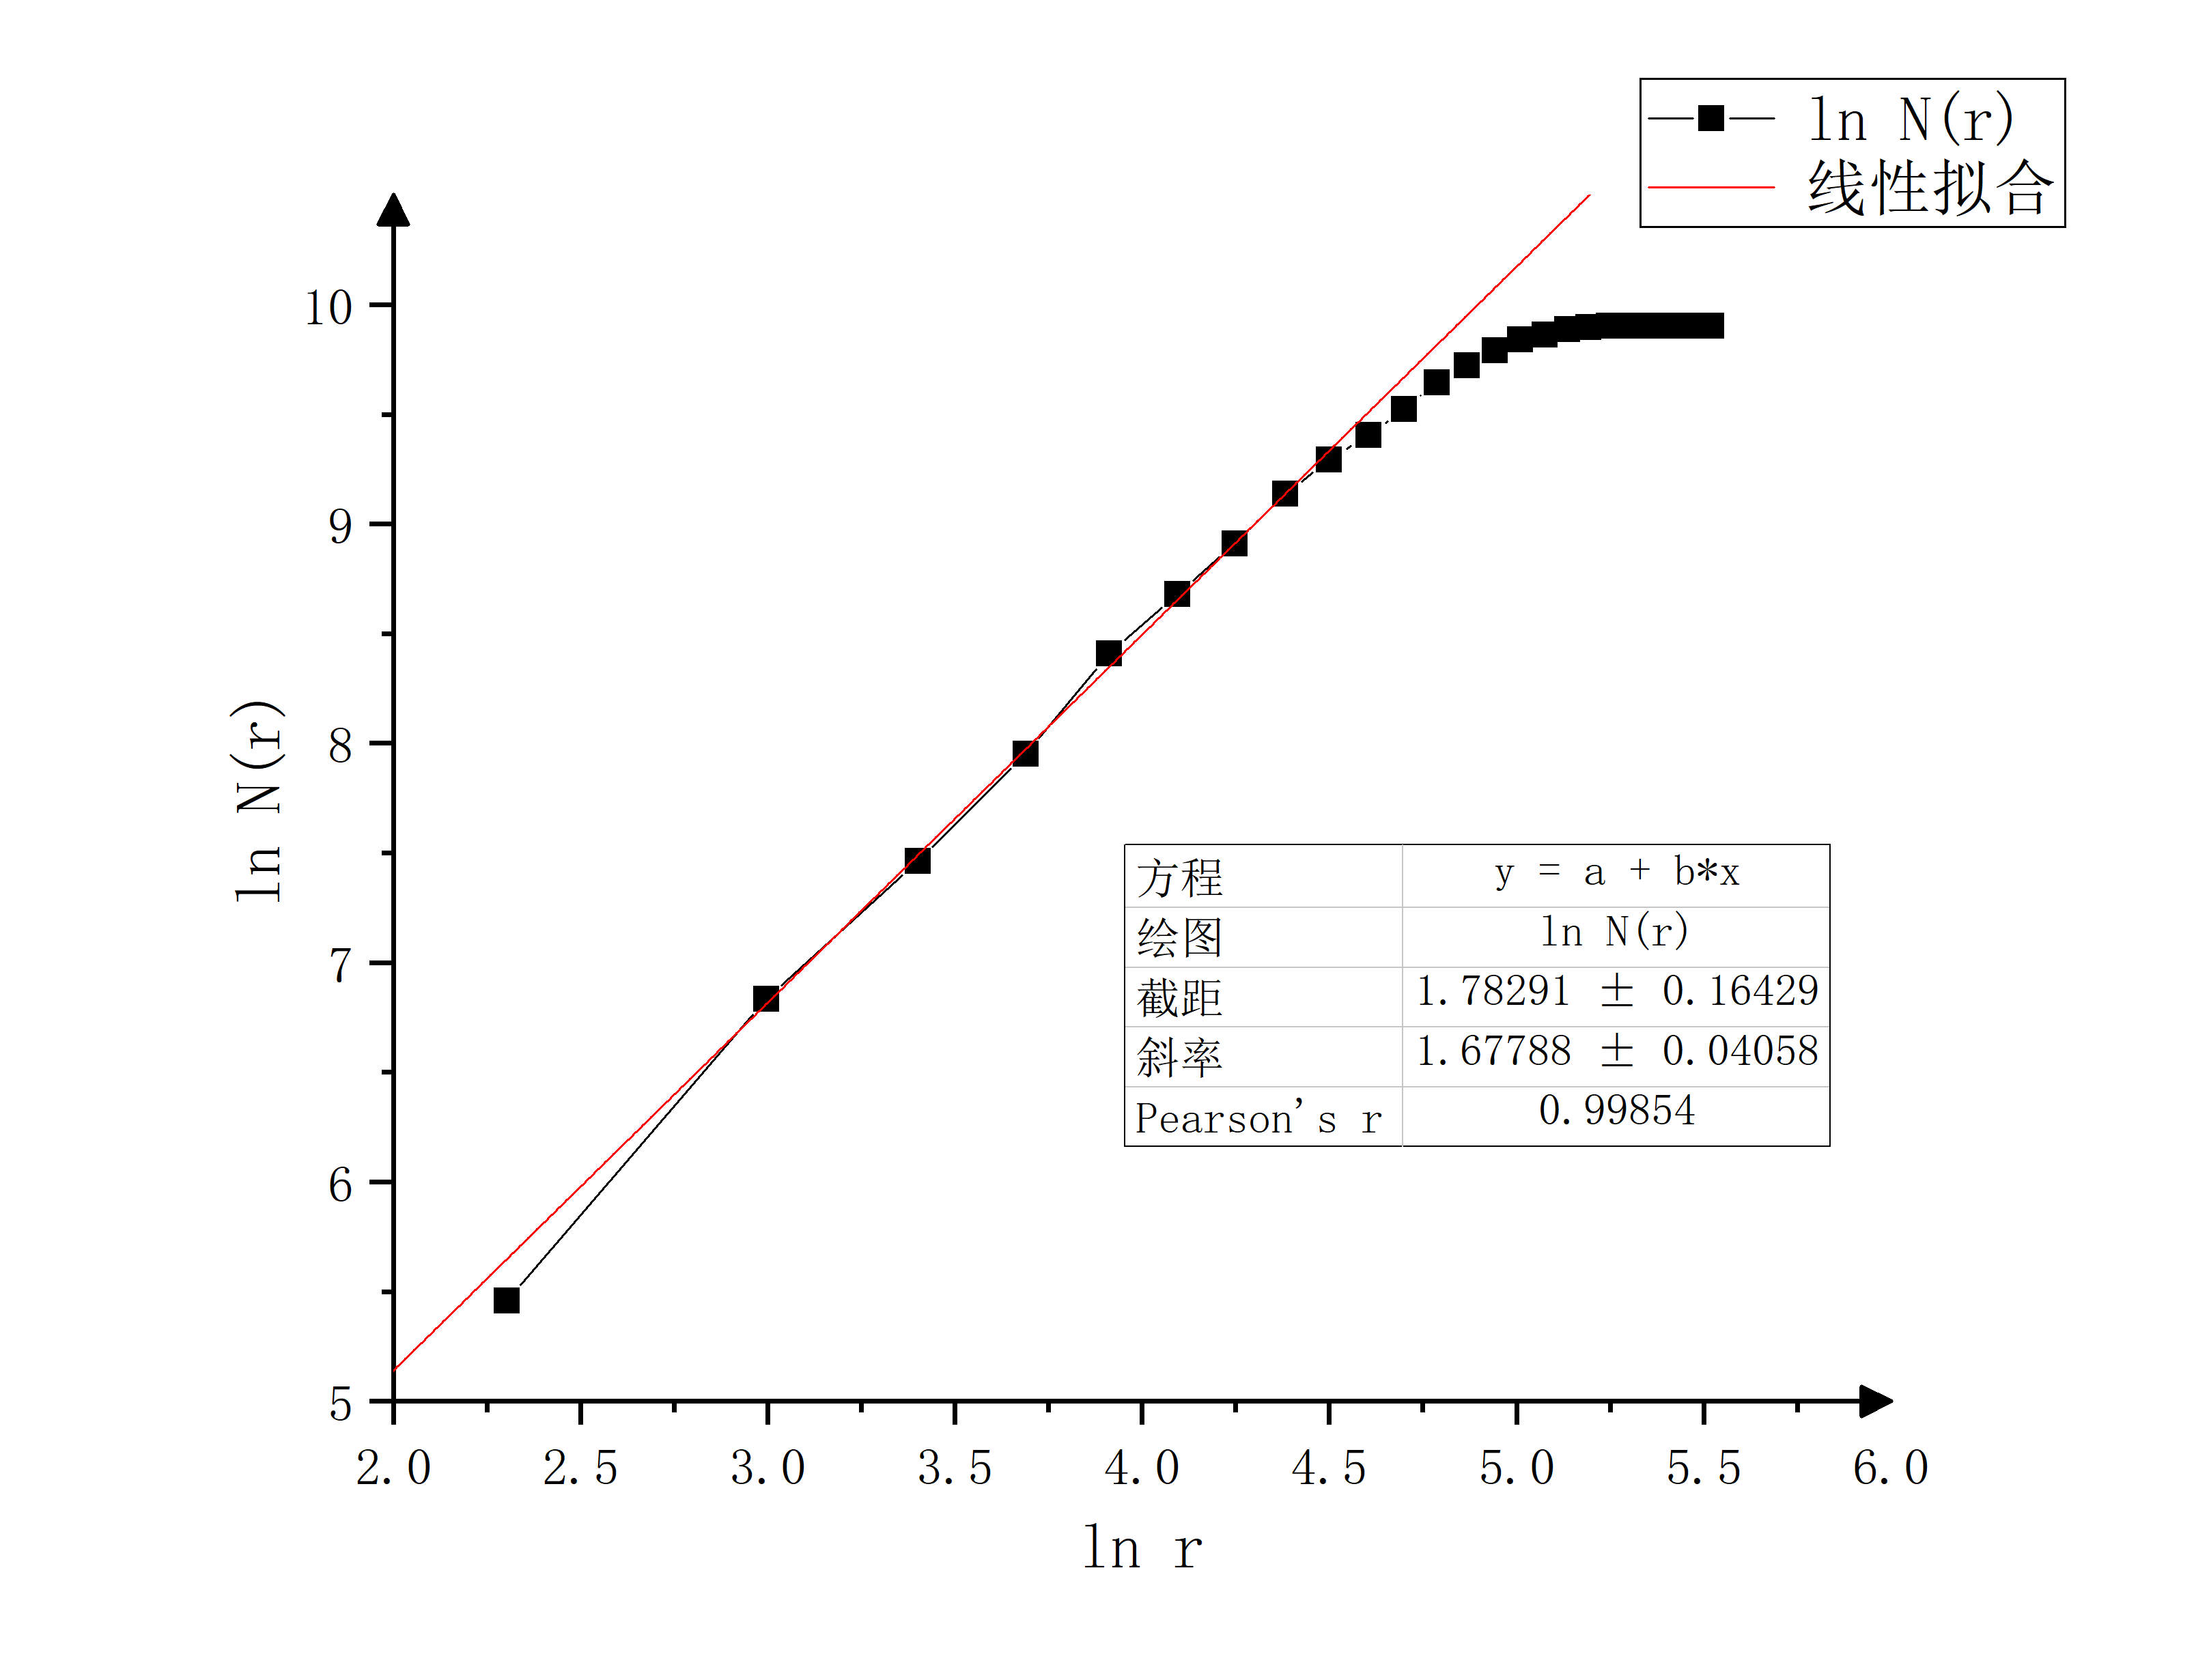 ln N(r)
线性拟合
10
9
8
7
6
5
ln N(r)
方程 y = a + b*x
绘图 ln N(r)
截距 1.78291 ± 0.16429
斜率 1.67788 ± 0.04058
Pearson's r 0.99854
2.0 2.5 3.0 3.5 4.0 4.5 5.0 5.5 6.0
ln r